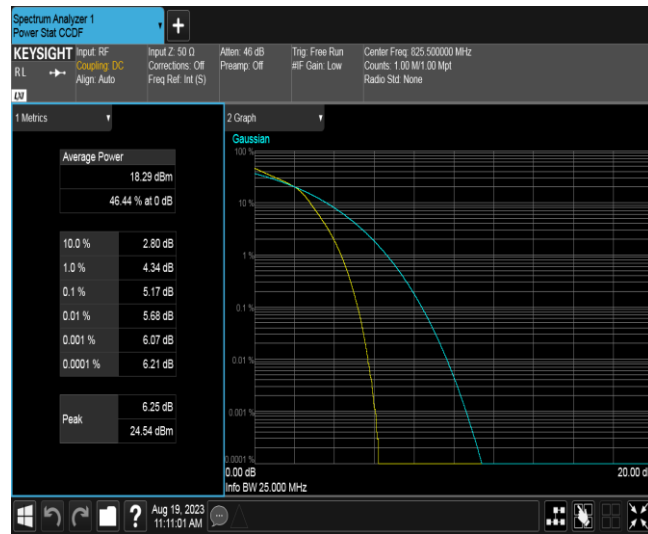 Spectrum Analyzer 1
Power Stat CCDF
+
KEYSIGHT
RL
LXI
Input: RF
Coupling: DC
Align: Auto
Input Z: 50 Ω
Corrections: Off
Freq Ref: Int (S)
Atten: 46 dB
Preamp: Off
Trig: Free Run
#IF Gain: Low
Center Freq: 825.500000 MHz
Counts: 1.00 M/1.00 Mpt
Radio Std: None
1 Metrics
Average Power
18.29 dBm
46.44 % at 0 dB
10.0 % 2.80 dB
1.0 % 4.34 dB
0.1 % 5.17 dB
0.01 % 5.68 dB
0.001 % 6.07 dB
0.0001 % 6.21 dB
Peak
6.25 dB
24.54 dBm
2 Graph
Gaussian
100 %
10 %
1 %
0.1 %
0.01 %
0.001 %
0.0001 %
0.00 dB
20.00 d
Info BW 25.000 MHz
?
Aug 19, 2023
11:11:01 AM